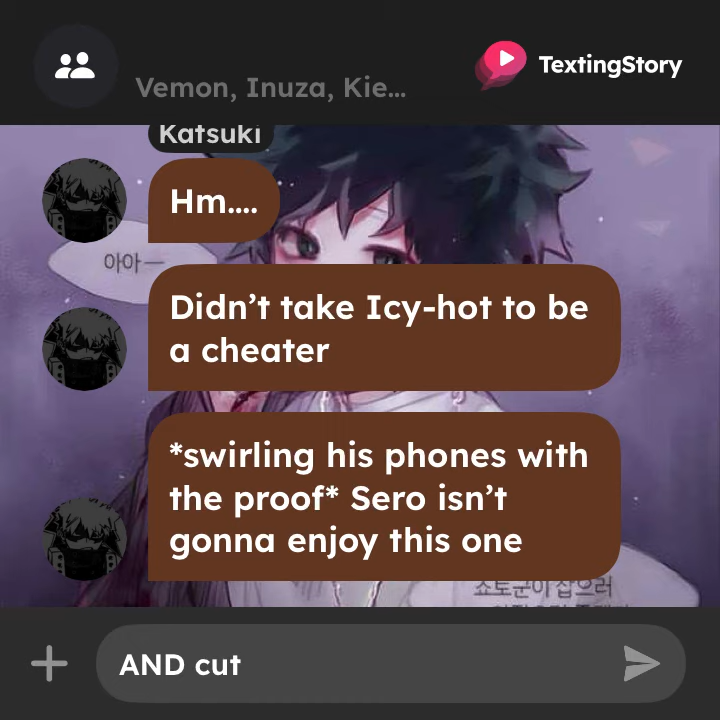 Vemon, Inuza, Kie...
TextingStory
Katsuki
Hm....
아아—
Didn't take Icy-hot to be
a cheater
*swirling his phones with
the proof* Sero isn't
gonna enjoy this one
쇼토군이 잡으러
AND cut